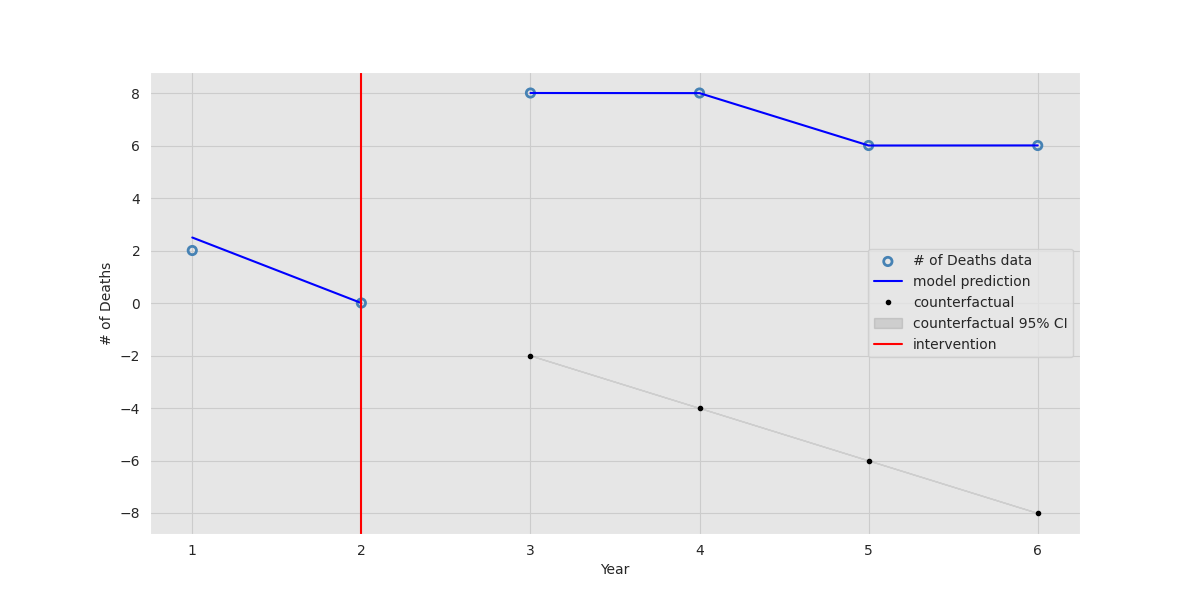 8
6
4
2
0
−2
−4
−6
−8
# of Deaths
# of Deaths data
model prediction
counterfactual
counterfactual 95% CI
intervention
1 2 3 4 5 6
Year